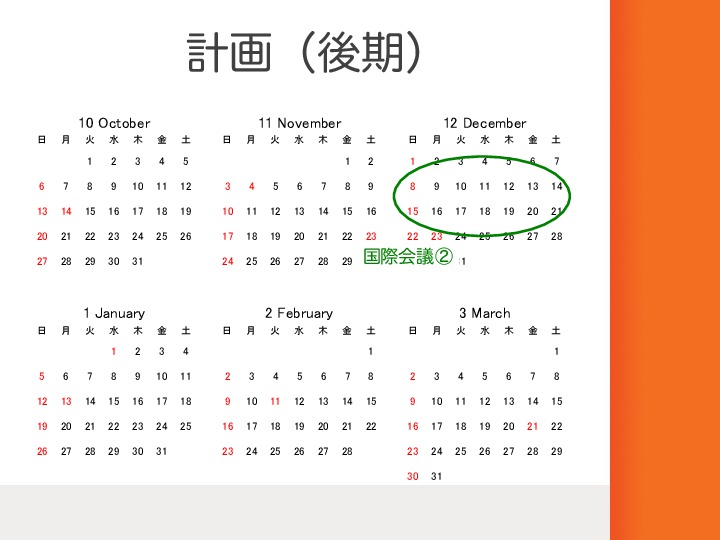 計画（後期）
10 October
日 月 火 水 木 金 土
1 2 3 4 5
6 7 8 9 10 11 12
13 14 15 16 17 18 19
20 21 22 23 24 25 26
27 28 29 30 31
11 November
日 月 火 水 木 金 土
1 2
3 4 5 6 7 8 9
10 11 12 13 14 15 16
17 18 19 20 21 22 23
24 25 26 27 28 29
12 December
日 月 火 水 木 金 土
1 2 3 4 5 6 7
8 9 10 11 12 13 14
15 16 17 18 19 20 21
22 23 24 25 26 27 28
国際会議②
1 January
日 月 火 水 木 金 土
1 2 3 4
5 6 7 8 9 10 11
12 13 14 15 16 17 18
19 20 21 22 23 24 25
26 27 28 29 30 31
2 February
日 月 火 水 木 金 土
1
2 3 4 5 6 7 8
9 10 11 12 13 14 15
16 17 18 19 20 21 22
23 24 25 26 27 28
3 March
日 月 火 水 木 金 土
1
2 3 4 5 6 7 8
9 10 11 12 13 14 15
16 17 18 19 20 21 22
23 24 25 26 27 28 29
30 31